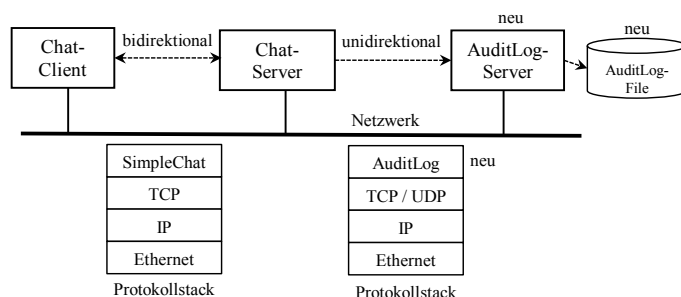 neu
neu
Chat-
Client
bidirektional
Chat-
Server
unidirektional
AuditLog-
Server
AuditLog-
File
Netzwerk
SimpleChat
TCP
IP
Ethernet
Protokollstack
AuditLog
neu
TCP / UDP
IP
Ethernet
Protokollstack